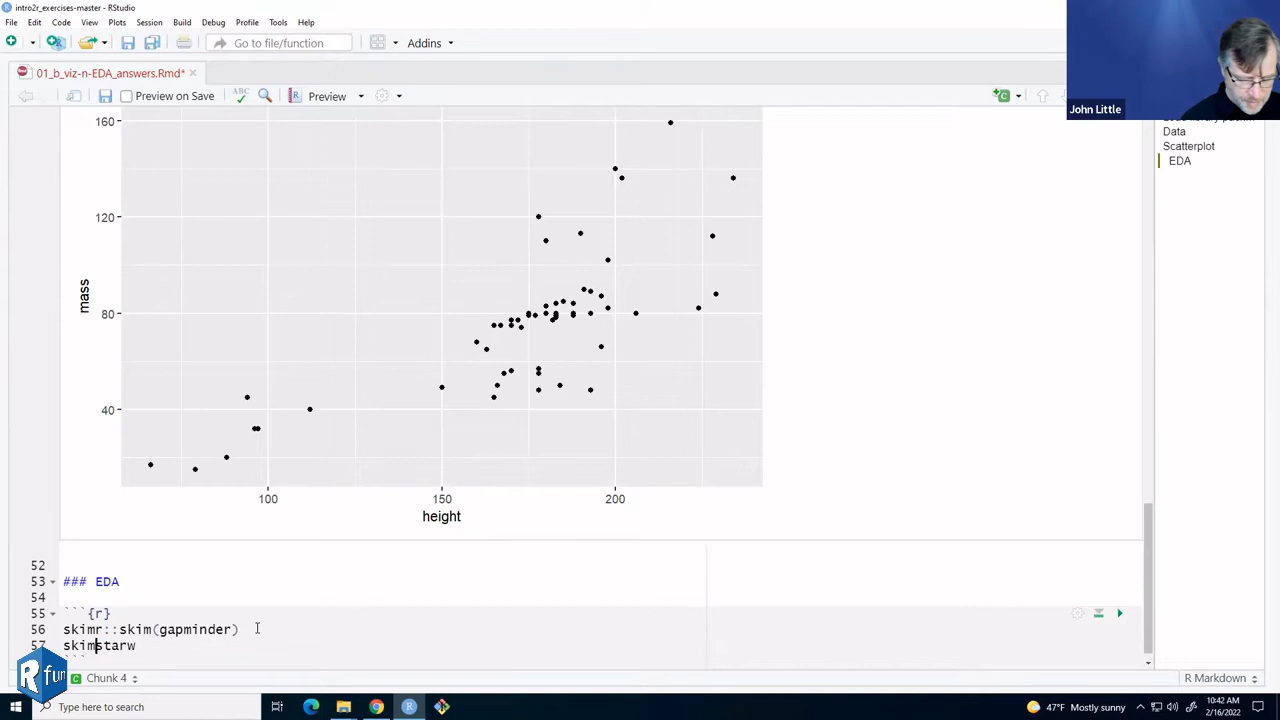 intro2r_exercises-master - RStudio
File Edit Code View Plots Session Build Debug Profile Tools Help
Go to file/function
Addins
01_b_viz-n-EDA_answers.Rmd*
Preview on Save
ABC
Preview
John Little
Data
Scatterplot
EDA
160
120
80
40
mass
100 150 200
height
52
53 ### EDA
54
55 ```{r}
56 skimr::skim(gapminder)
57 skimstarw
```
R fun
Chunk 4
R Markdown
Type here to search
47°F Mostly sunny
10:42 AM
2/16/2022